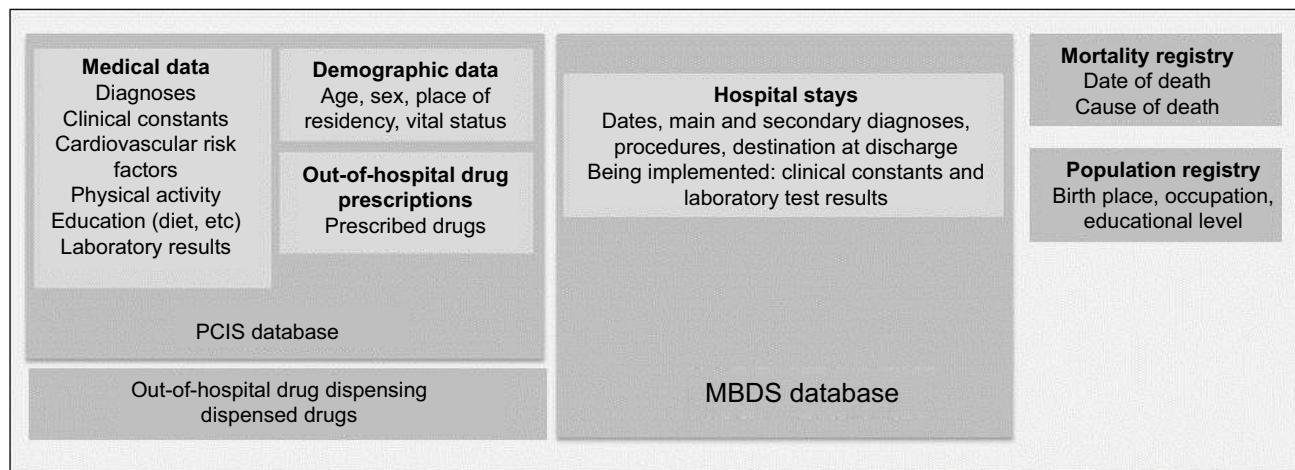 Medical data
Diagnoses
Clinical constants
Cardiovascular risk
factors
Physical activity
Education (diet, etc)
Laboratory results
Demographic data
Age, sex, place of
residency, vital status
Out-of-hospital drug
prescriptions
Prescribed drugs
PCIS database
Out-of-hospital drug dispensing
dispensed drugs
Hospital stays
Dates, main and secondary diagnoses,
procedures, destination at discharge
Being implemented: clinical constants and
laboratory test results
MBDS database
Mortality registry
Date of death
Cause of death
Population registry
Birth place, occupation,
educational level